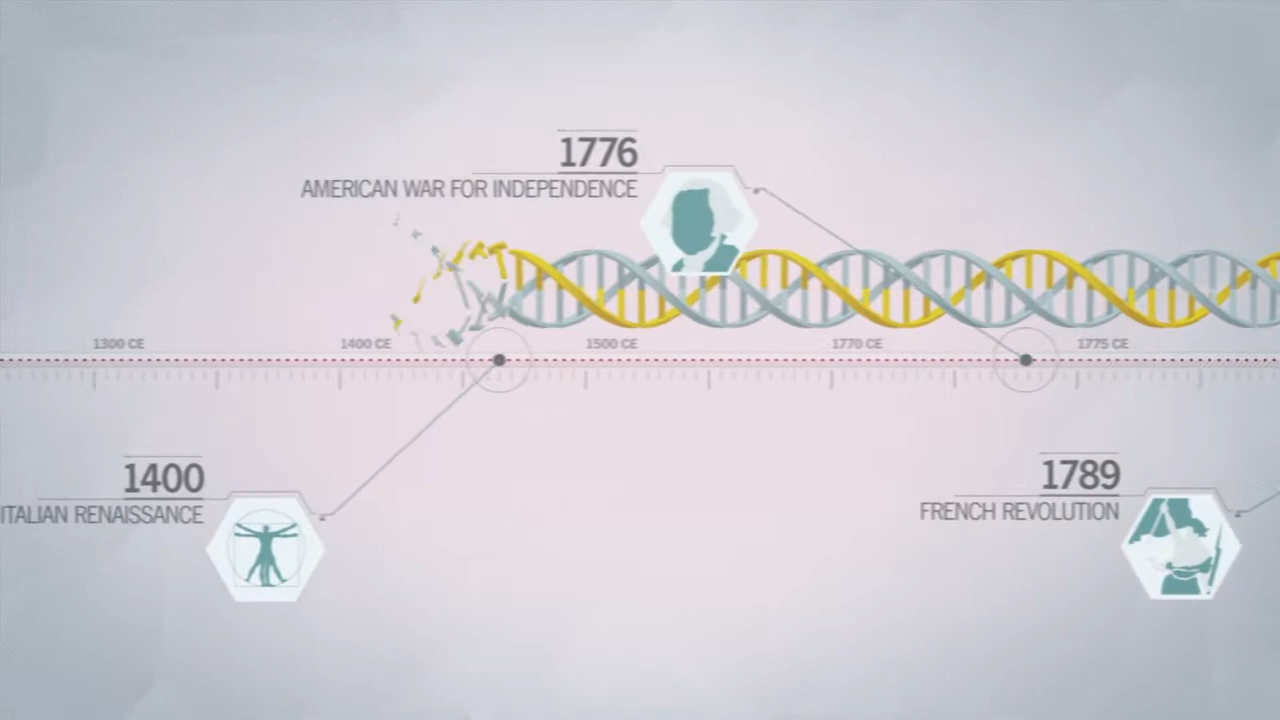 1776
AMERICAN WAR FOR INDEPENDENCE
1300 CE
1400 CE
1500 CE
1770 CE
1775 CE
1400
ITALIAN RENAISSANCE
1789
FRENCH REVOLUTION